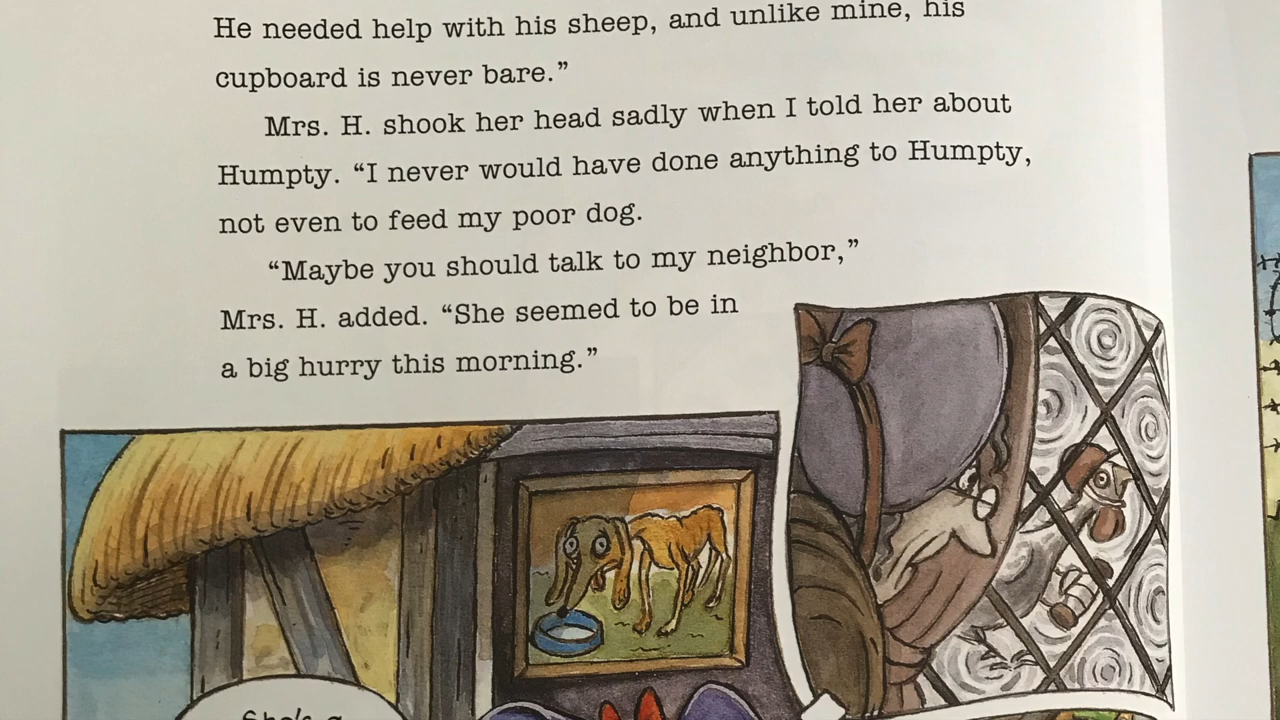 He needed help with his sheep, and unlike mine, his
cupboard is never bare.”
Mrs. H. shook her head sadly when I told her about
Humpty. “I never would have done anything to Humpty,
not even to feed my poor dog.
“Maybe you should talk to my neighbor,”
Mrs. H. added. “She seemed to be in
a big hurry this morning.”
She's a